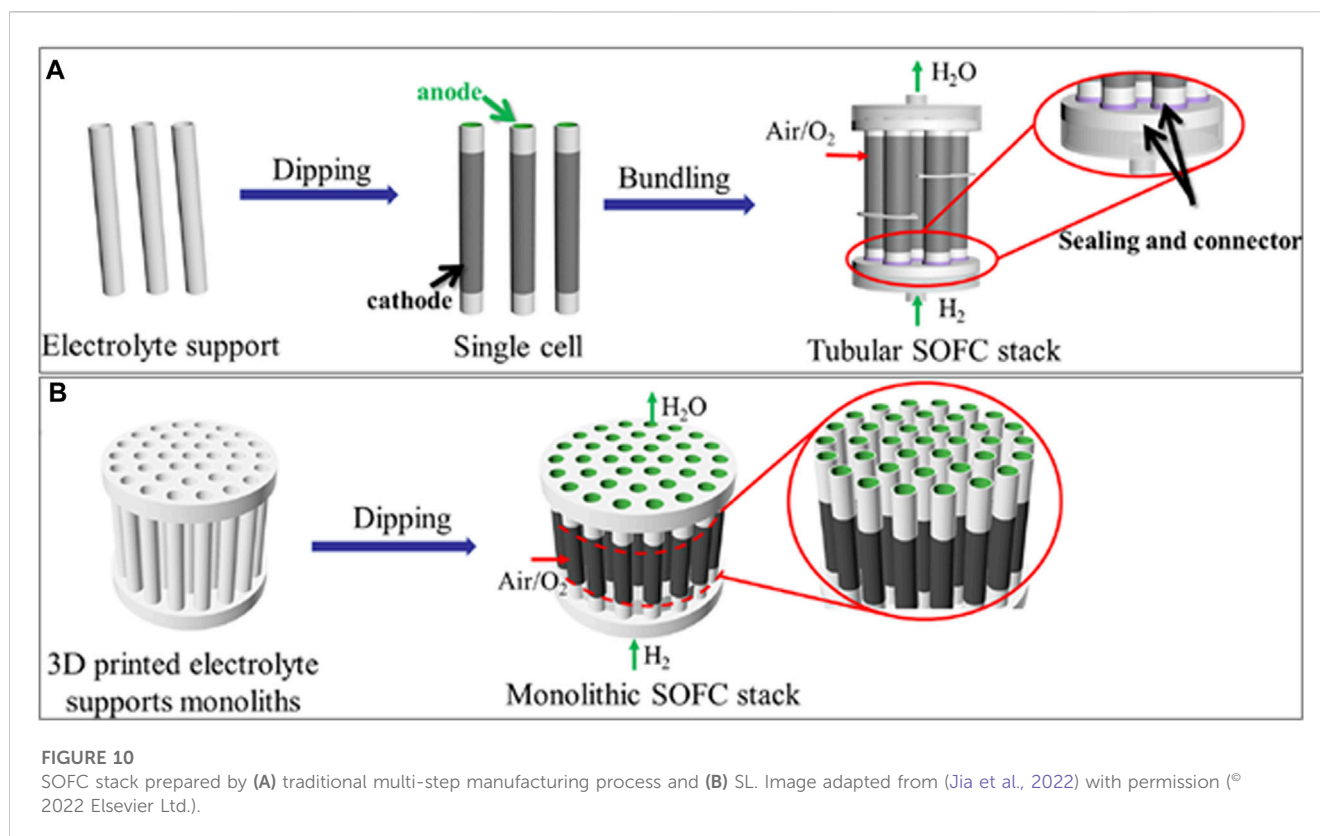 A
anode
H₂O
Air/O₂
Dipping
Bundling
Sealing and connector
cathode
H₂
Electrolyte support
Single cell
Tubular SOFC stack
B
H₂O
Dipping
Air/O₂
H₂
3D printed electrolyte
supports monoliths
Monolithic SOFC stack
FIGURE 10
SOFC stack prepared by (A) traditional multi-step manufacturing process and (B) SL. Image adapted from (Jia et al., 2022) with permission (©
2022 Elsevier Ltd.).